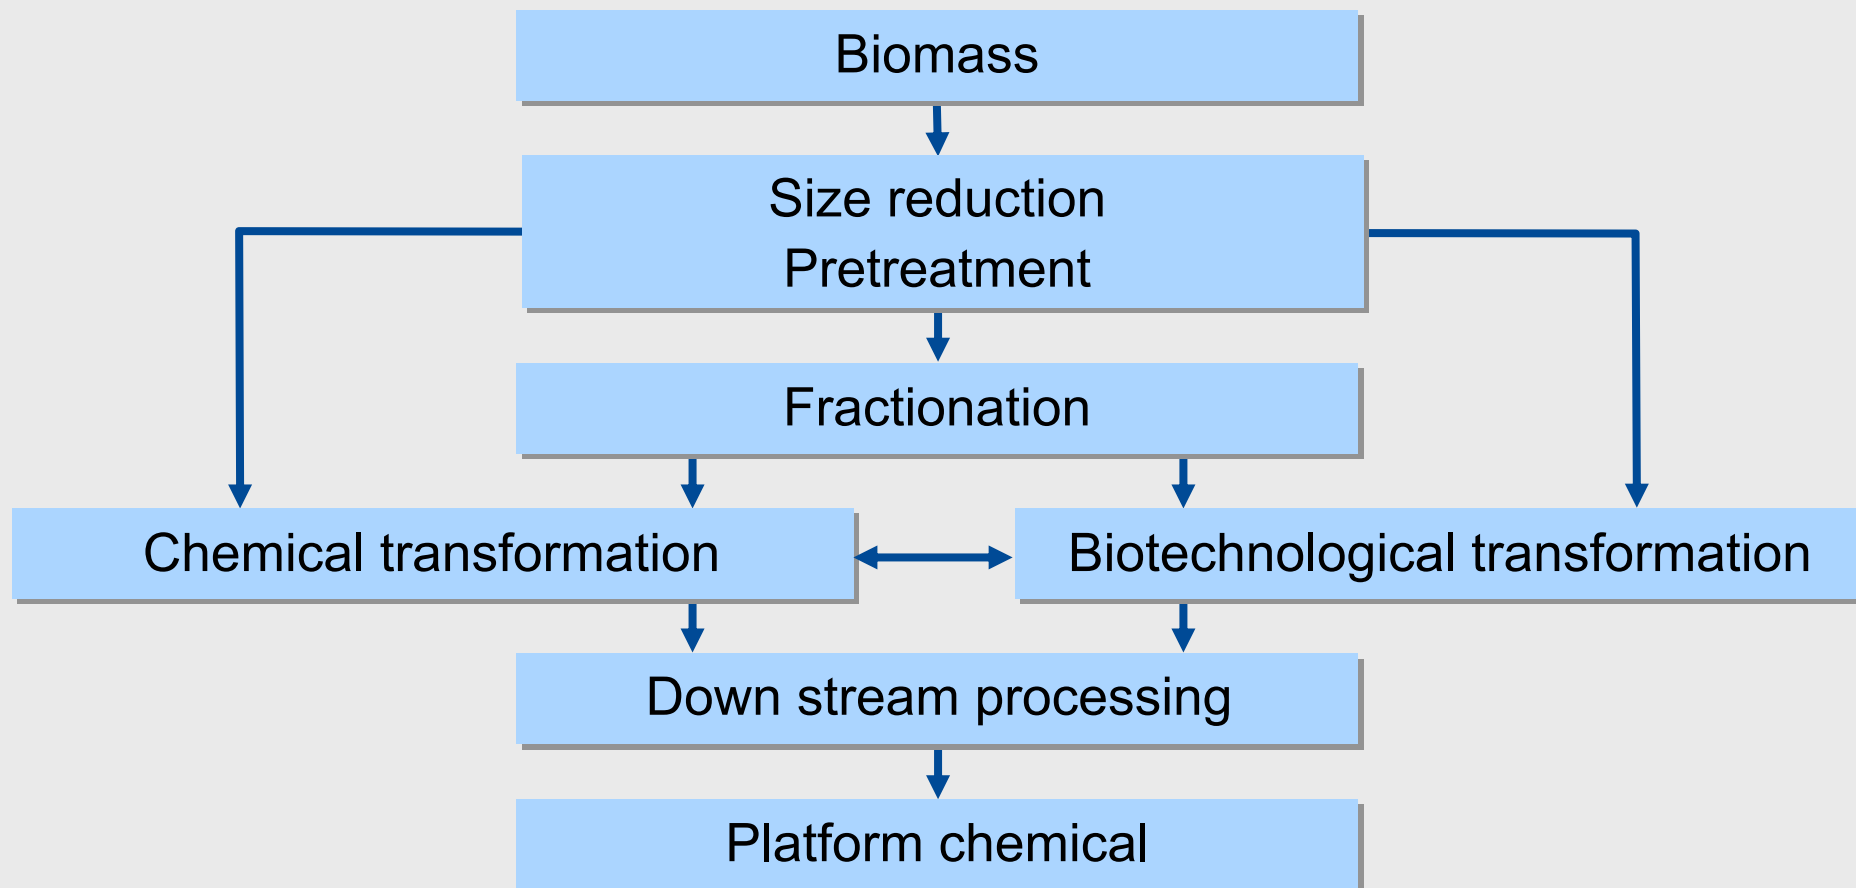 Biomass
Size reduction
Pretreatment
Fractionation
Chemical transformation
Biotechnological transformation
Down stream processing
Platform chemical